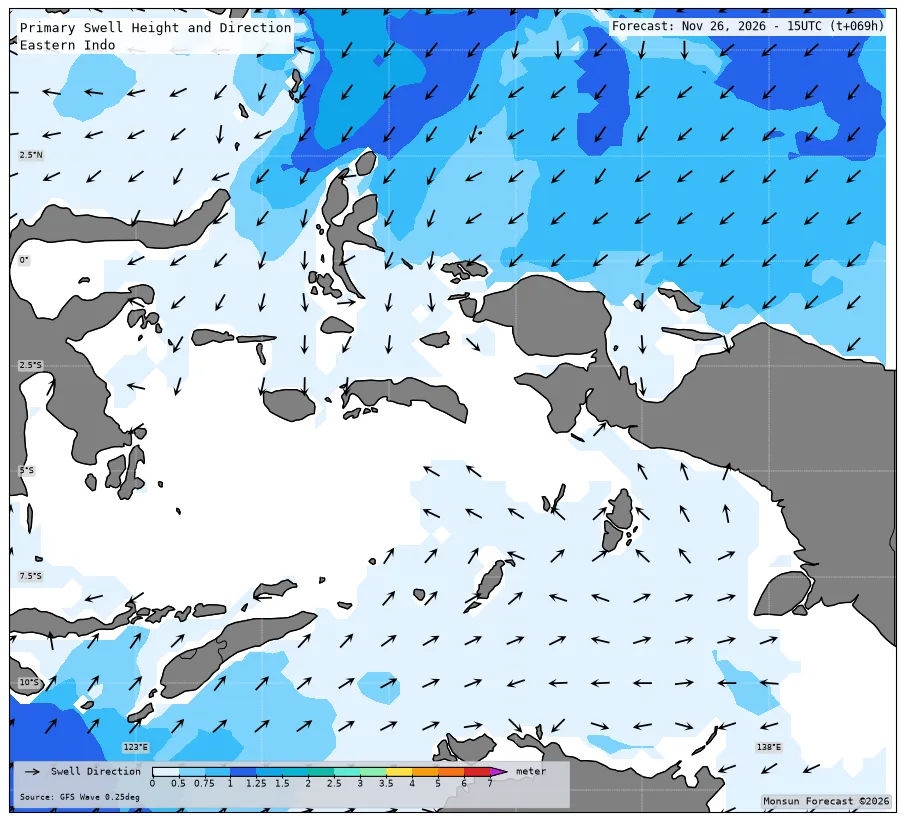 Primary Swell Height and Direction
Eastern Indo
Forecast: Nov 26, 2026 - 15UTC (t+069h)
2.5°N
0°
2.5°S
5°S
7.5°S
10°S
123°E
138°E
Swell Direction
0 0.5 0.75 1 1.25 1.5 2 2.25 3 3.5 4 5 6 7
meter
Source: GFS Wave 0.25deg
Monsun Forecast ©2026